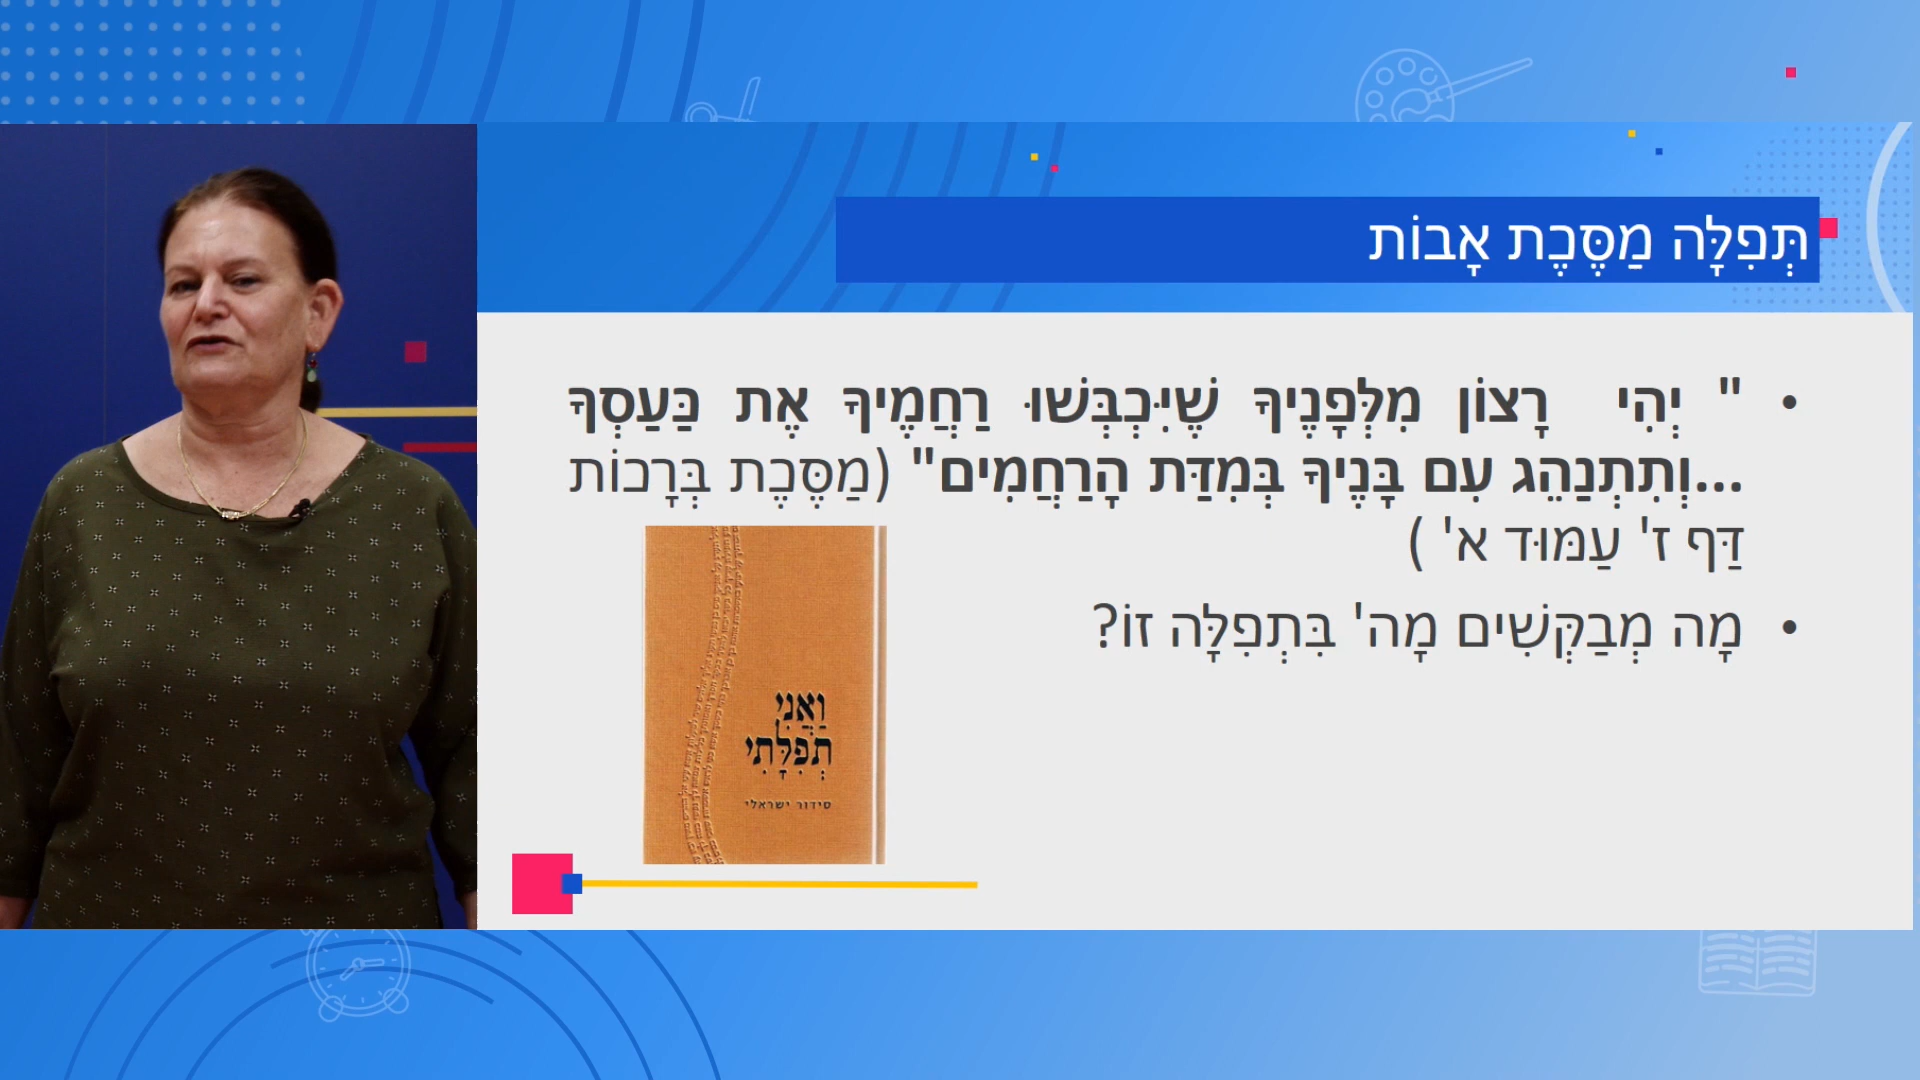 תְּפִלָּה מַסֶּכֶת אָבוֹת
• " יְהִי רָצוֹן מִלְּפָנֶיךָ שֶׁיִּכְבְּשׁוּ רַחֲמֶיךָ אֶת כַּעַסְךָ
...וְתִתְנַהֵג עִם בָּנֶיךָ בְּמִדַּת הָרַחֲמִים" (מַסֶּכֶת בְּרָכוֹת
דַּף ז' עַמּוּד א' )
• מָה מְבַקְּשִׁים מָה' בִּתְפִלָּה זוֹ?
וַאֲנִי
תְפִלָּתִי
סידור ישראלי